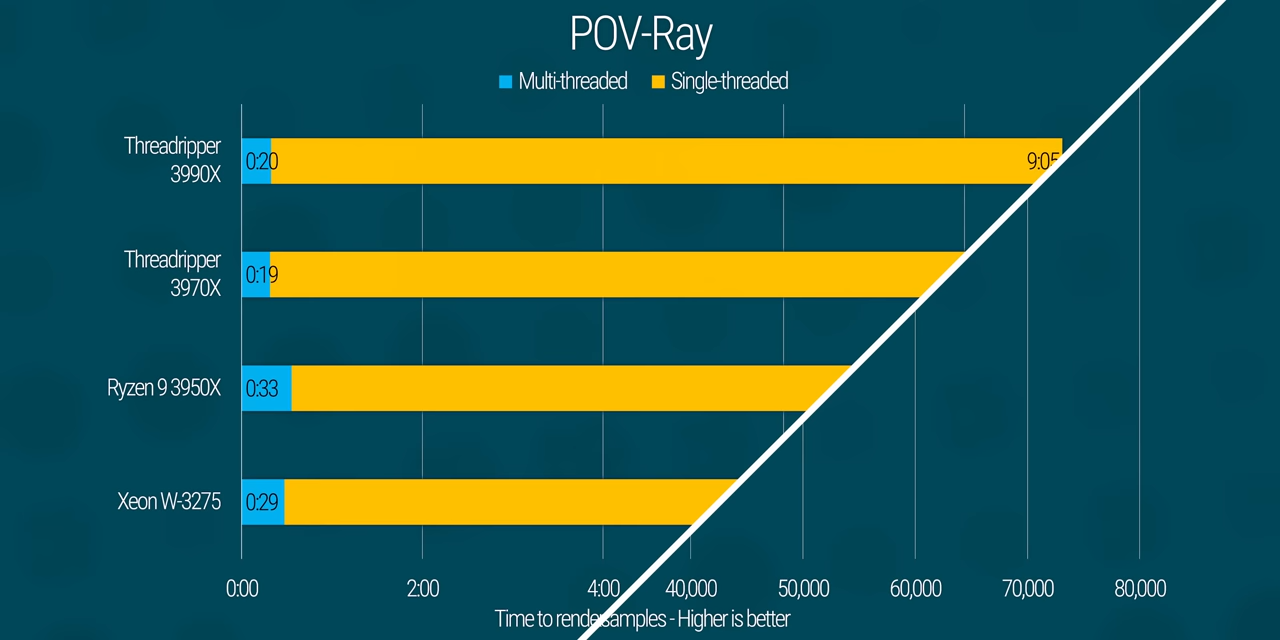 POV-Ray
Multi-threaded Single-threaded
Threadripper
3990X
0:20 9:05
Threadripper
3970X
0:19
Ryzen 9 3950X
0:33
Xeon W-3275
0:29
0:00 2:00 4:00 40,000 50,000 60,000 70,000 80,000
Time to render samples - Higher is better